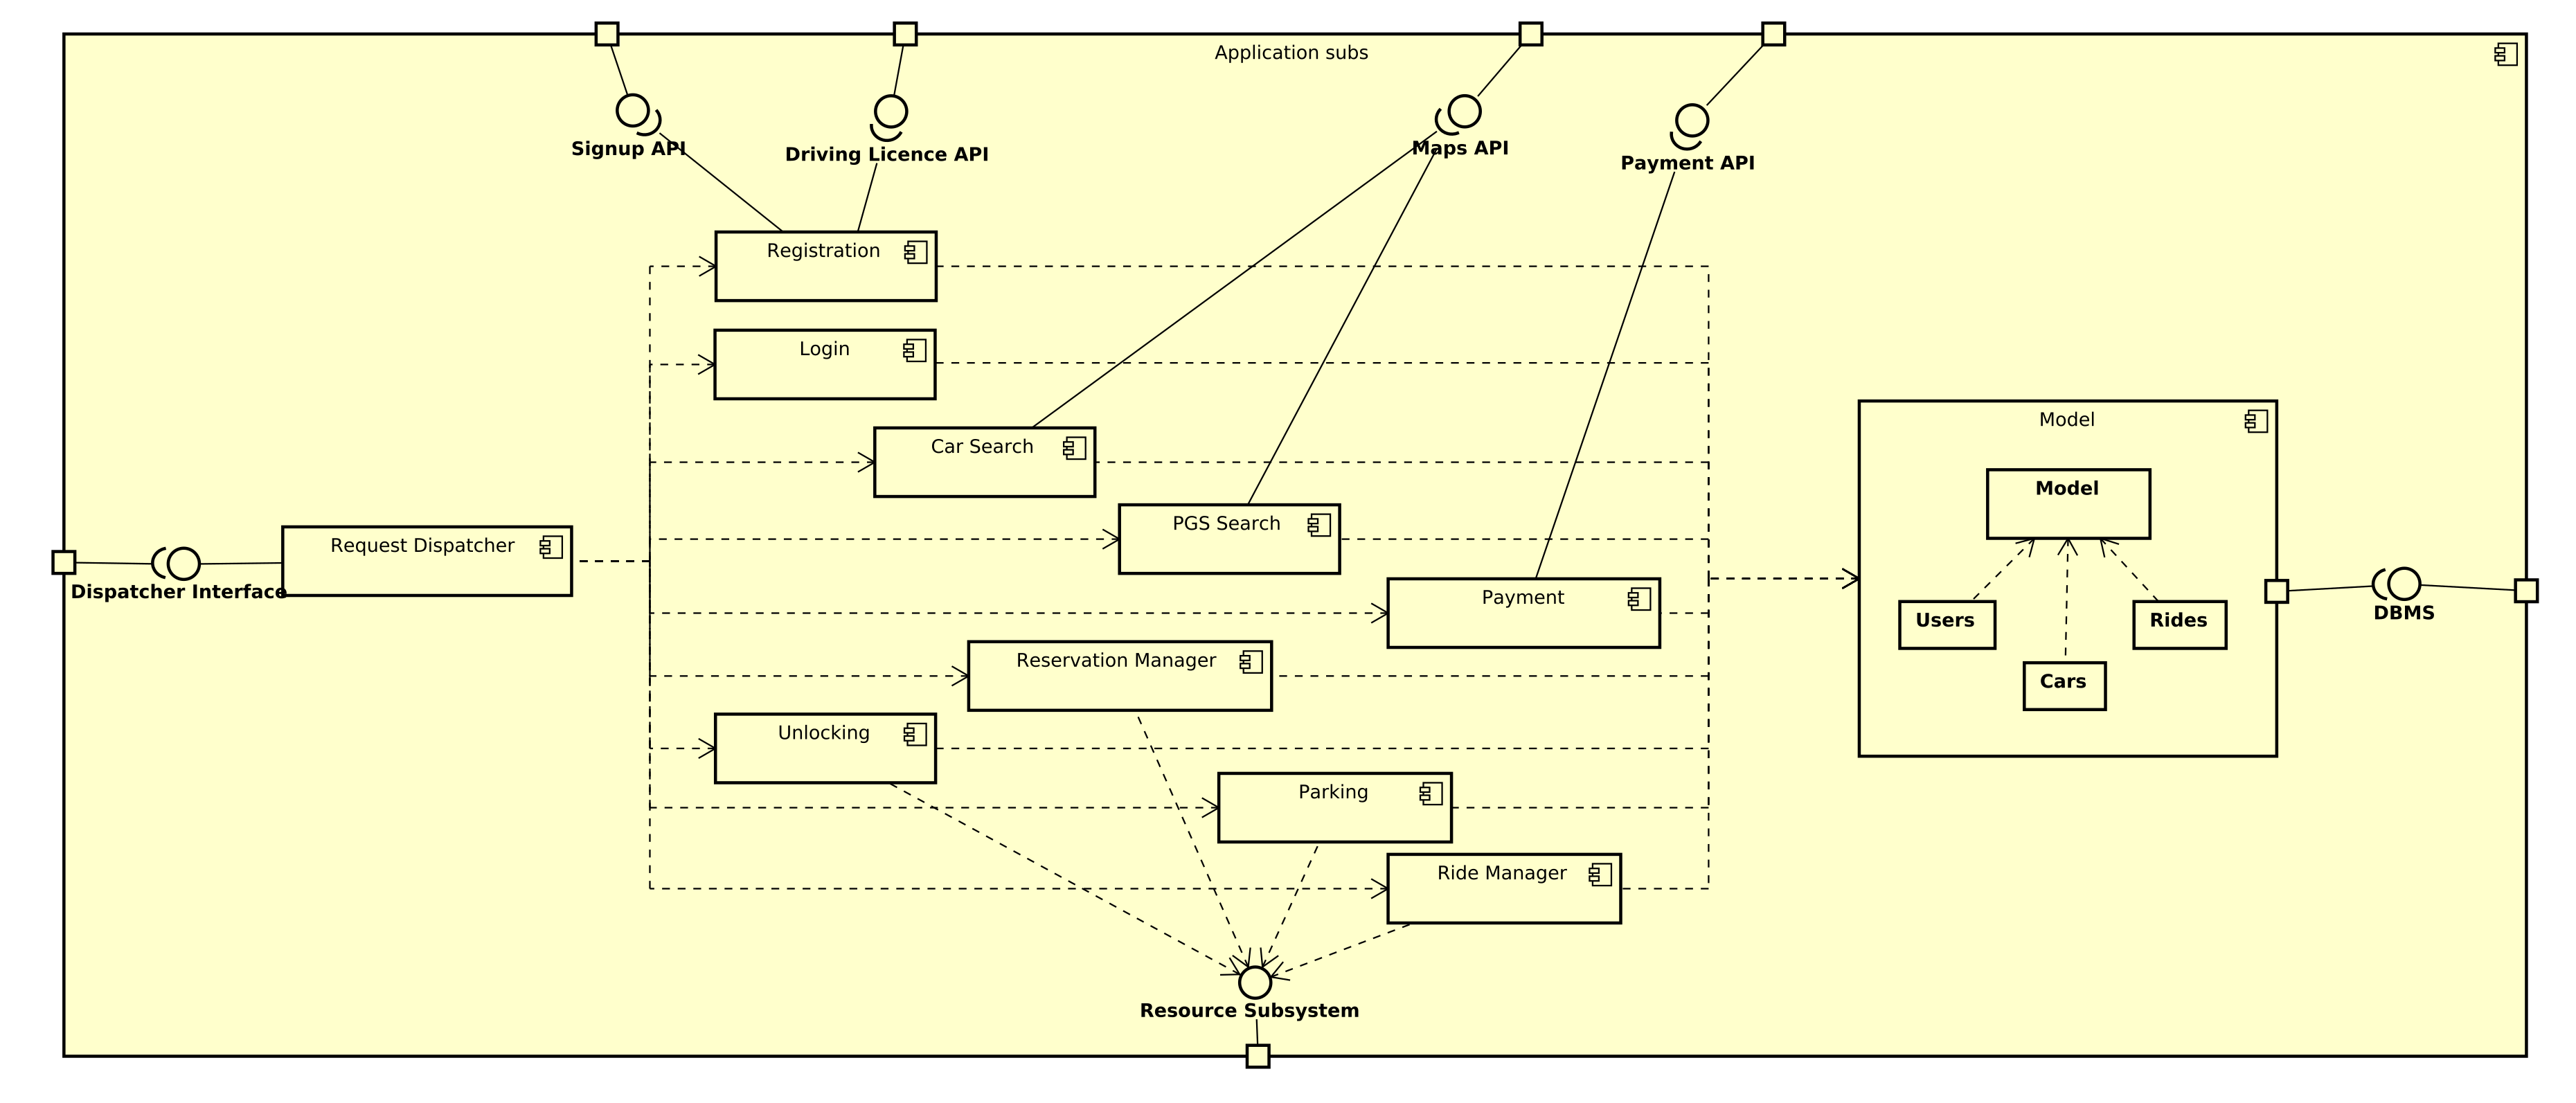 Application subs
Signup API
Driving Licence API
Maps API
Payment API
Registration
Login
Car Search
Model
Model
PGS Search
Request Dispatcher
Dispatcher Interface
Payment
Users
Rides
DBMS
Reservation Manager
Cars
Unlocking
Parking
Ride Manager
Resource Subsystem